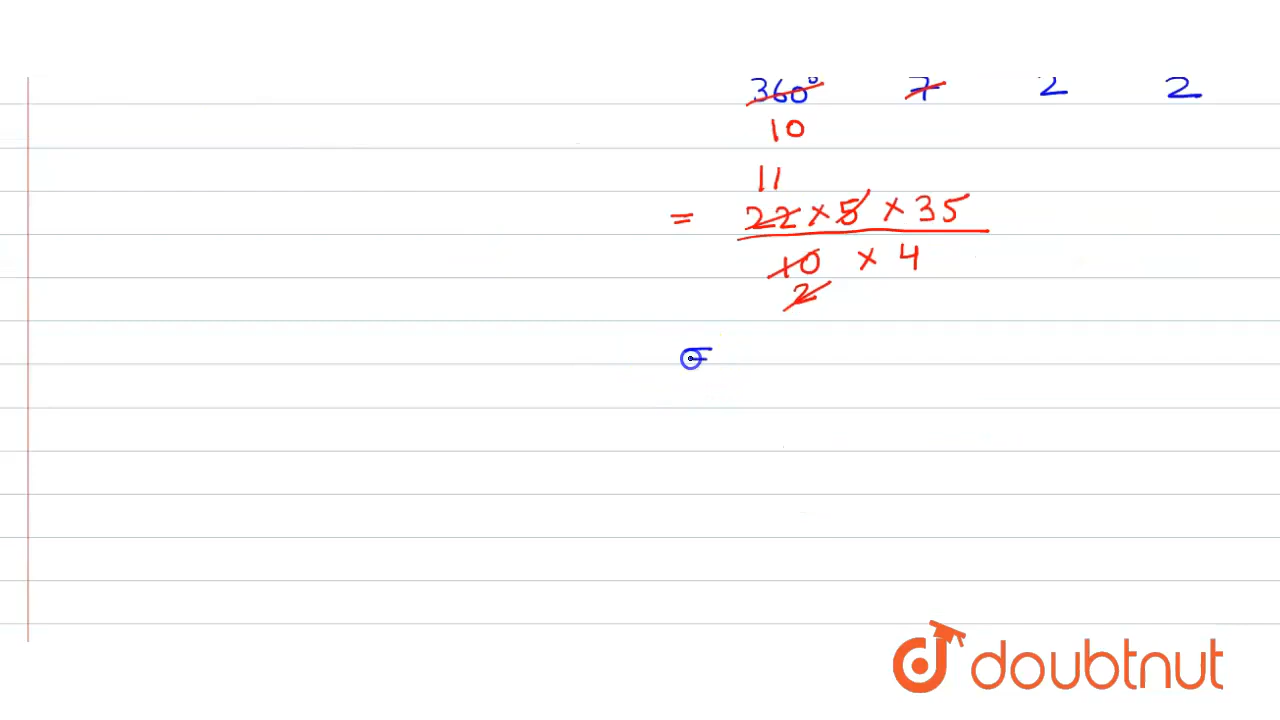 360° 7 2 2
10
11
= 22 × 5 × 35
10 × 4
2
=
doubtnut